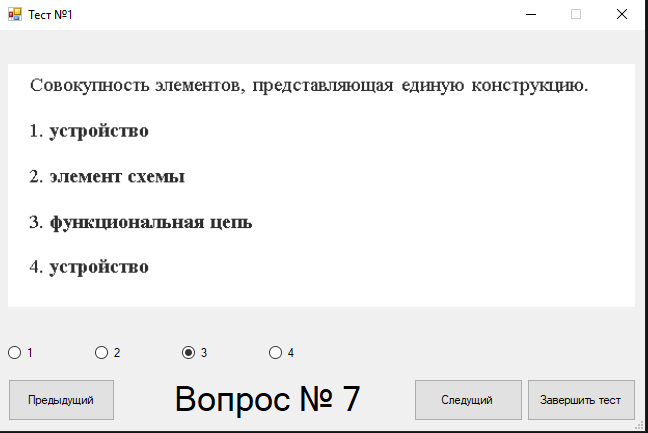 Тест №1
Совокупность элементов, представляющая единую конструкцию.
1. устройство
2. элемент схемы
3. функциональная цепь
4. устройство
1 2 3 4
Предыдущий Вопрос № 7 Следущий Завершить тест